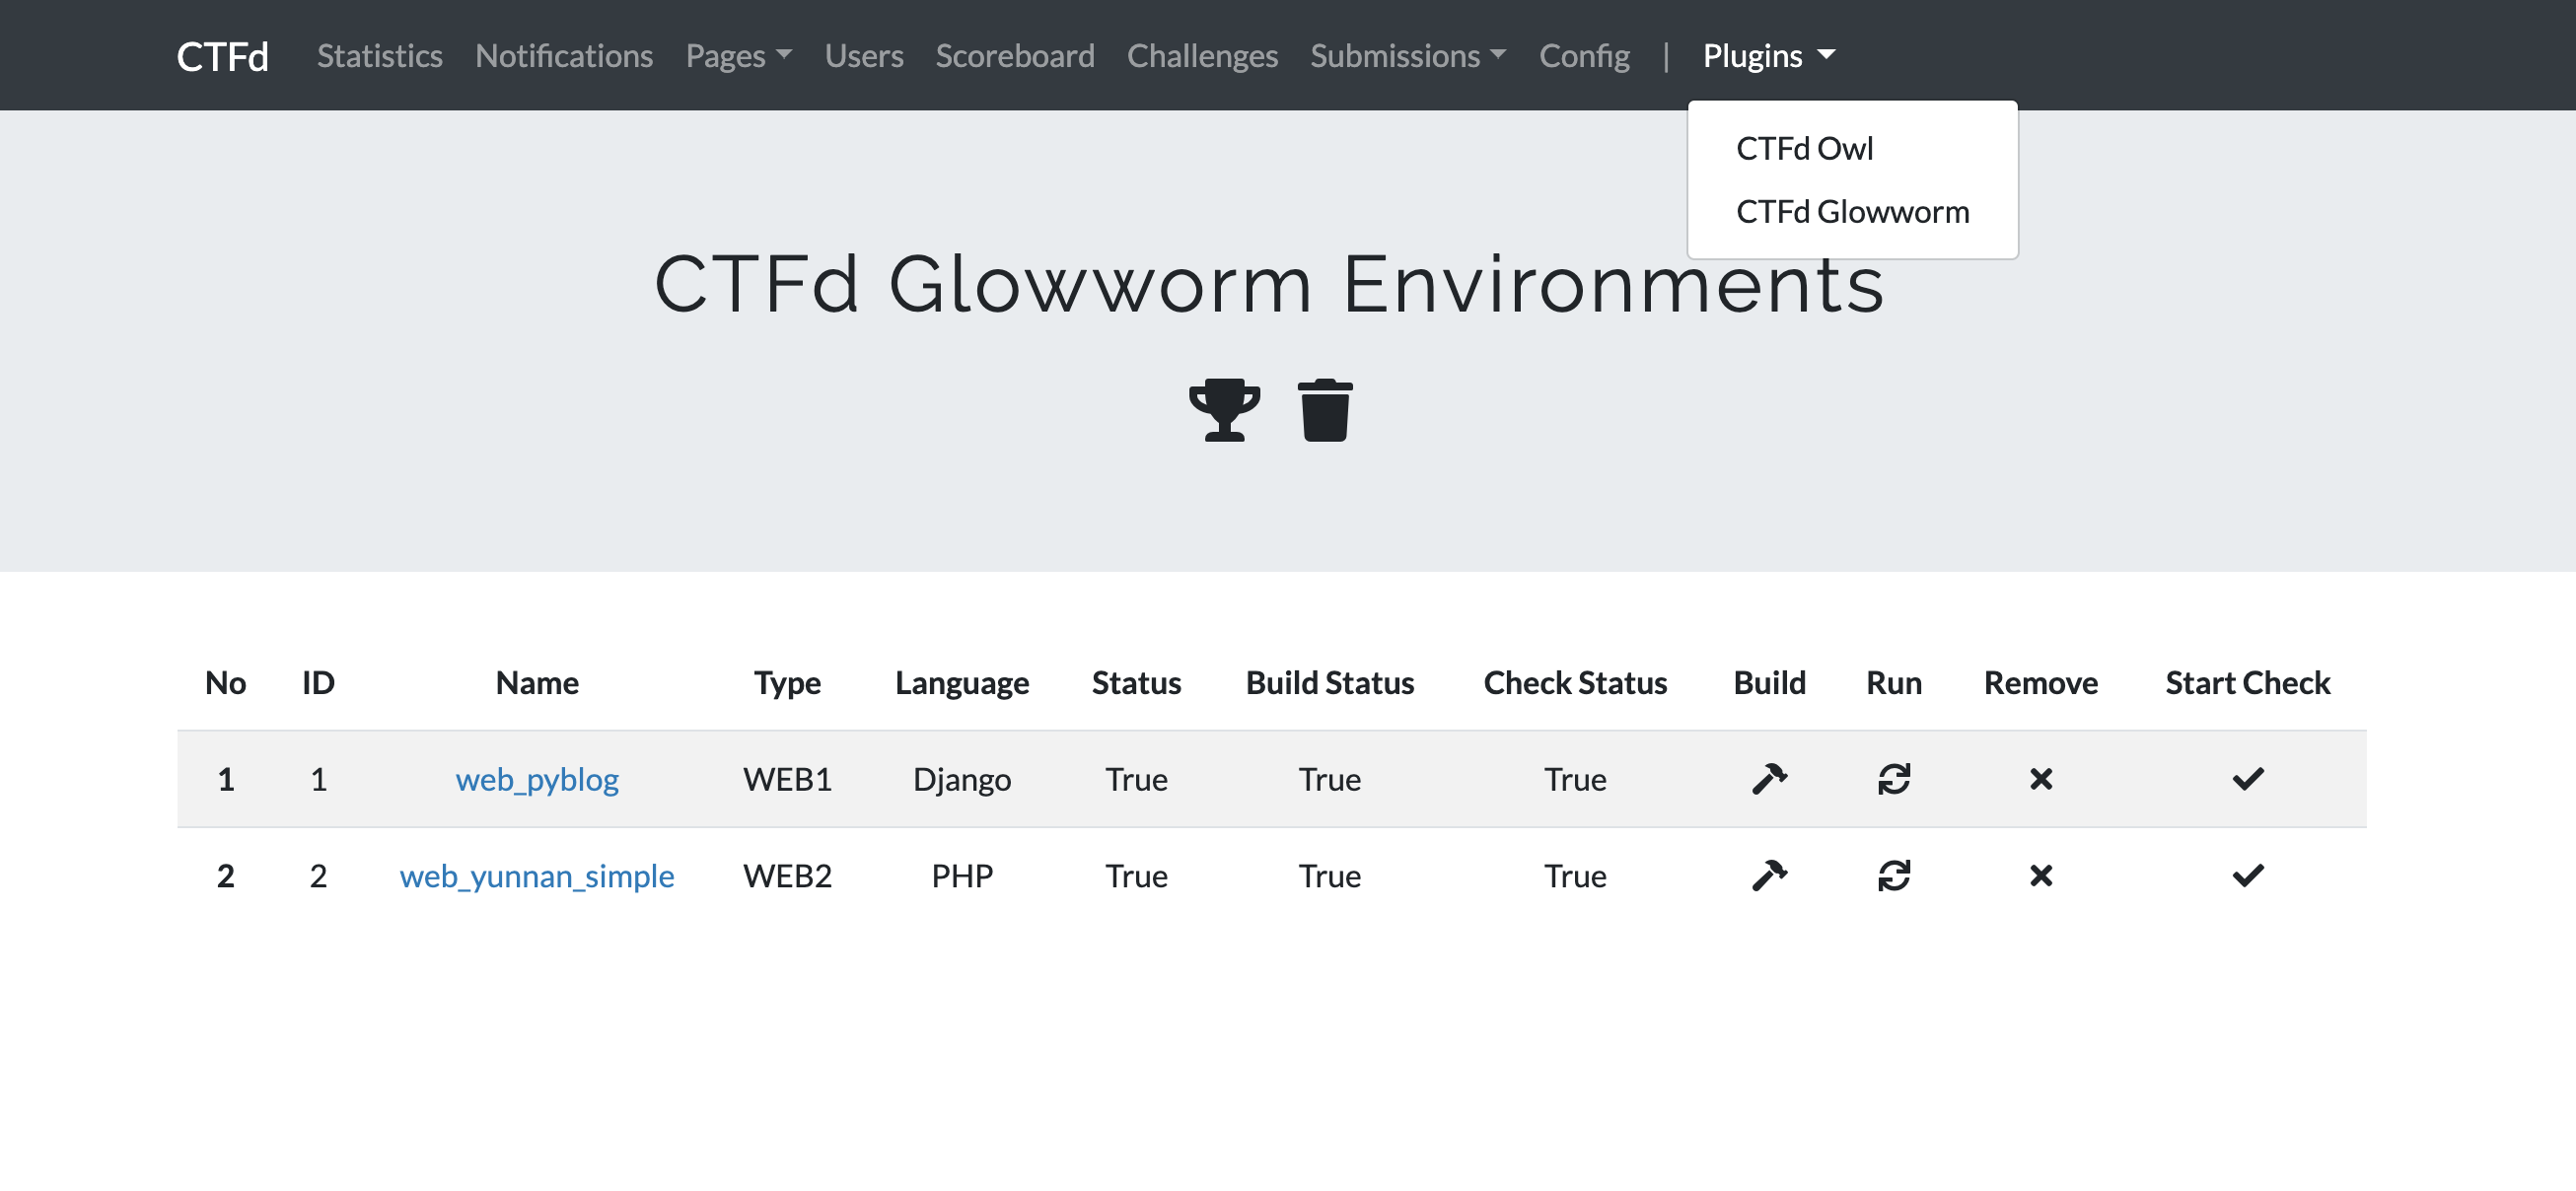 CTFd Statistics Notifications Pages Users Scoreboard Challenges Submissions Config | Plugins
CTFd Owl
CTFd Glowworm
CTFd Glowworm Environments
No ID Name Type Language Status Build Status Check Status Build Run Remove Start Check
1 1 web_pyblog WEB1 Django True True True
2 2 web_yunnan_simple WEB2 PHP True True True